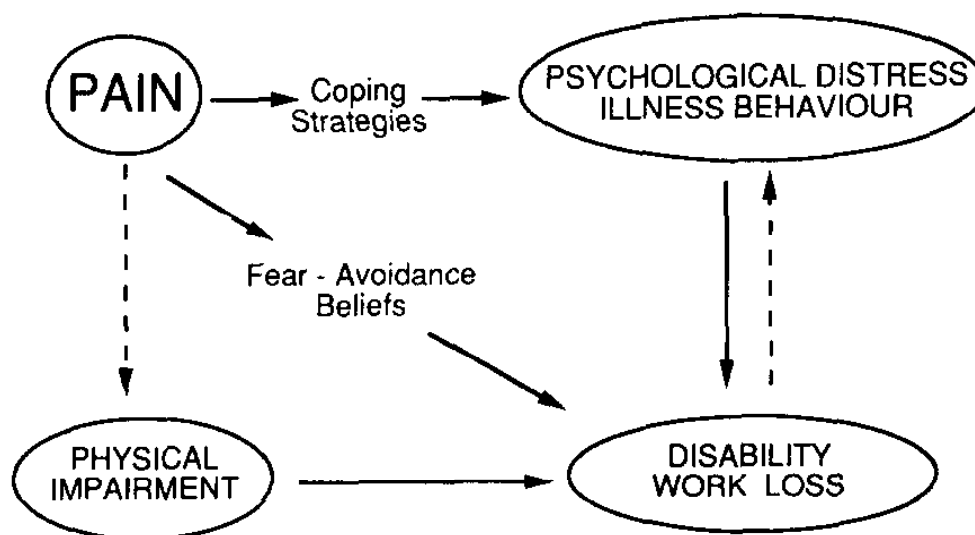 PAIN
Coping
Strategies
PSYCHOLOGICAL DISTRESS
ILLNESS BEHAVIOUR
Fear - Avoidance
Beliefs
PHYSICAL
IMPAIRMENT
DISABILITY
WORK LOSS